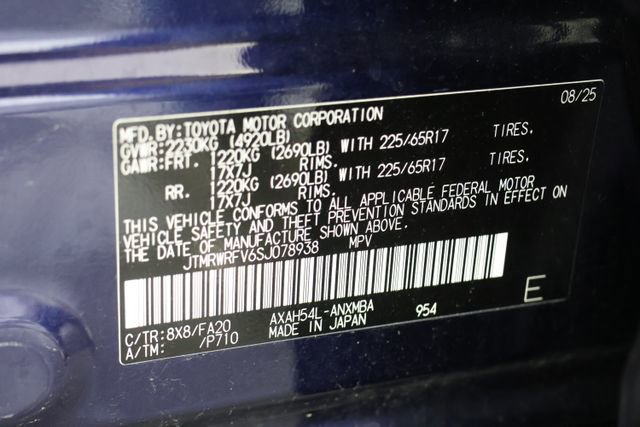 08/25
MFD.BY:TOYOTA MOTOR CORPORATION
GVWR:2230KG (4920LB)
GAWR:FRT. 1220KG (2690LB) WITH 225/65R17 TIRES.
17X7J RIMS.
RR. 1220KG (2690LB) WITH 225/65R17 TIRES.
17X7J RIMS.
THIS VEHICLE CONFORMS TO ALL APPLICABLE FEDERAL MOTOR
VEHICLE SAFETY AND THEFT PREVENTION STANDARDS IN EFFECT ON
THE DATE OF MANUFACTURE SHOWN ABOVE.
JTMRWRFV6SJ078938 MPV
C/TR:8X8/FA20 AXAH54L-ANXMBA 954 E
A/TM: /P710 MADE IN JAPAN